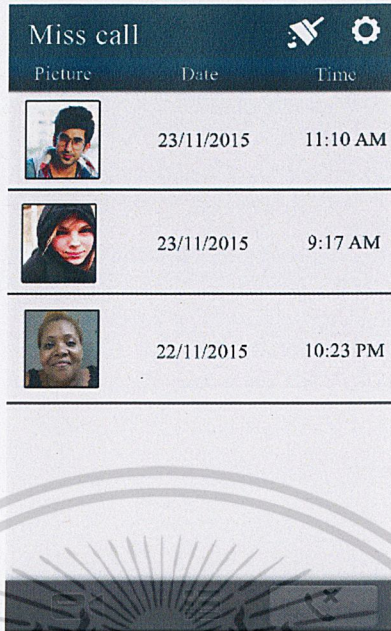 Miss call
Picture Date Time
23/11/2015 11:10 AM
23/11/2015 9:17 AM
22/11/2015 10:23 PM